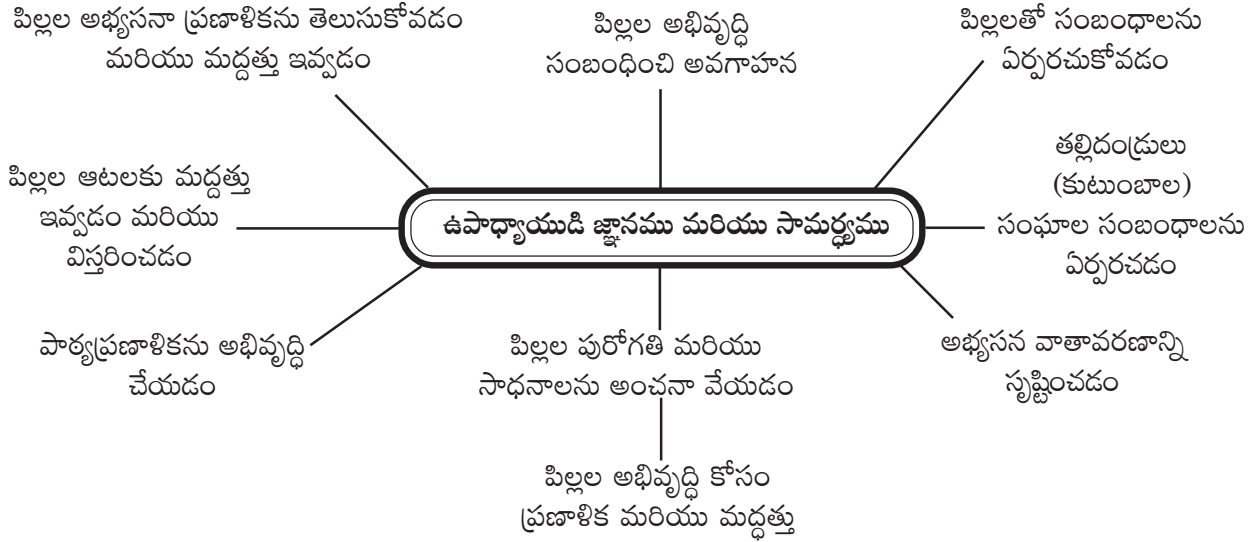 పిల్లల అభ్యసనా ప్రణాళికను తెలుసుకోవడం
మరియు మద్దత్తు ఇవ్వడం
పిల్లల అభివృద్ధి
సంబంధించి అవగాహన
పిల్లలతో సంబంధాలను
ఏర్పరచుకోవడం
పిల్లల ఆటలకు మద్దత్తు
ఇవ్వడం మరియు
విస్తరించడం
ఉపాధ్యాయుడి జ్ఞానము మరియు సామర్థ్యము
తల్లిదండ్రులు
(కుటుంబాల)
సంఘాల సంబంధాలను
ఏర్పరచడం
పాఠ్యప్రణాళికను అభివృద్ధి
చేయడం
పిల్లల పురోగతి మరియు
సాధనాలను అంచనా వేయడం
అభ్యసన వాతావరణాన్ని
సృష్టించడం
పిల్లల అభివృద్ధి కోసం
ప్రణాళిక మరియు మద్ధత్తు